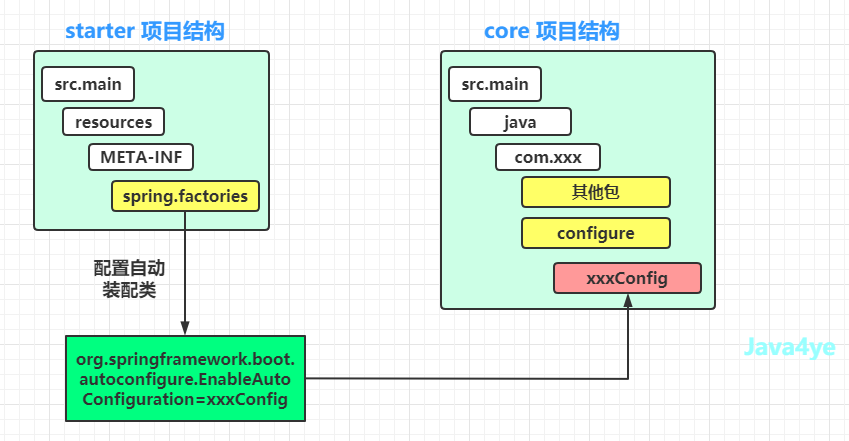 starter 项目结构
src.main
resources
META-INF
spring.factories
配置自动
装配类
org.springframework.boot.
autoconfigure.EnableAuto
Configuration=xxxConfig
core 项目结构
src.main
java
com.xxx
其他包
configure
xxxConfig
Java4ye